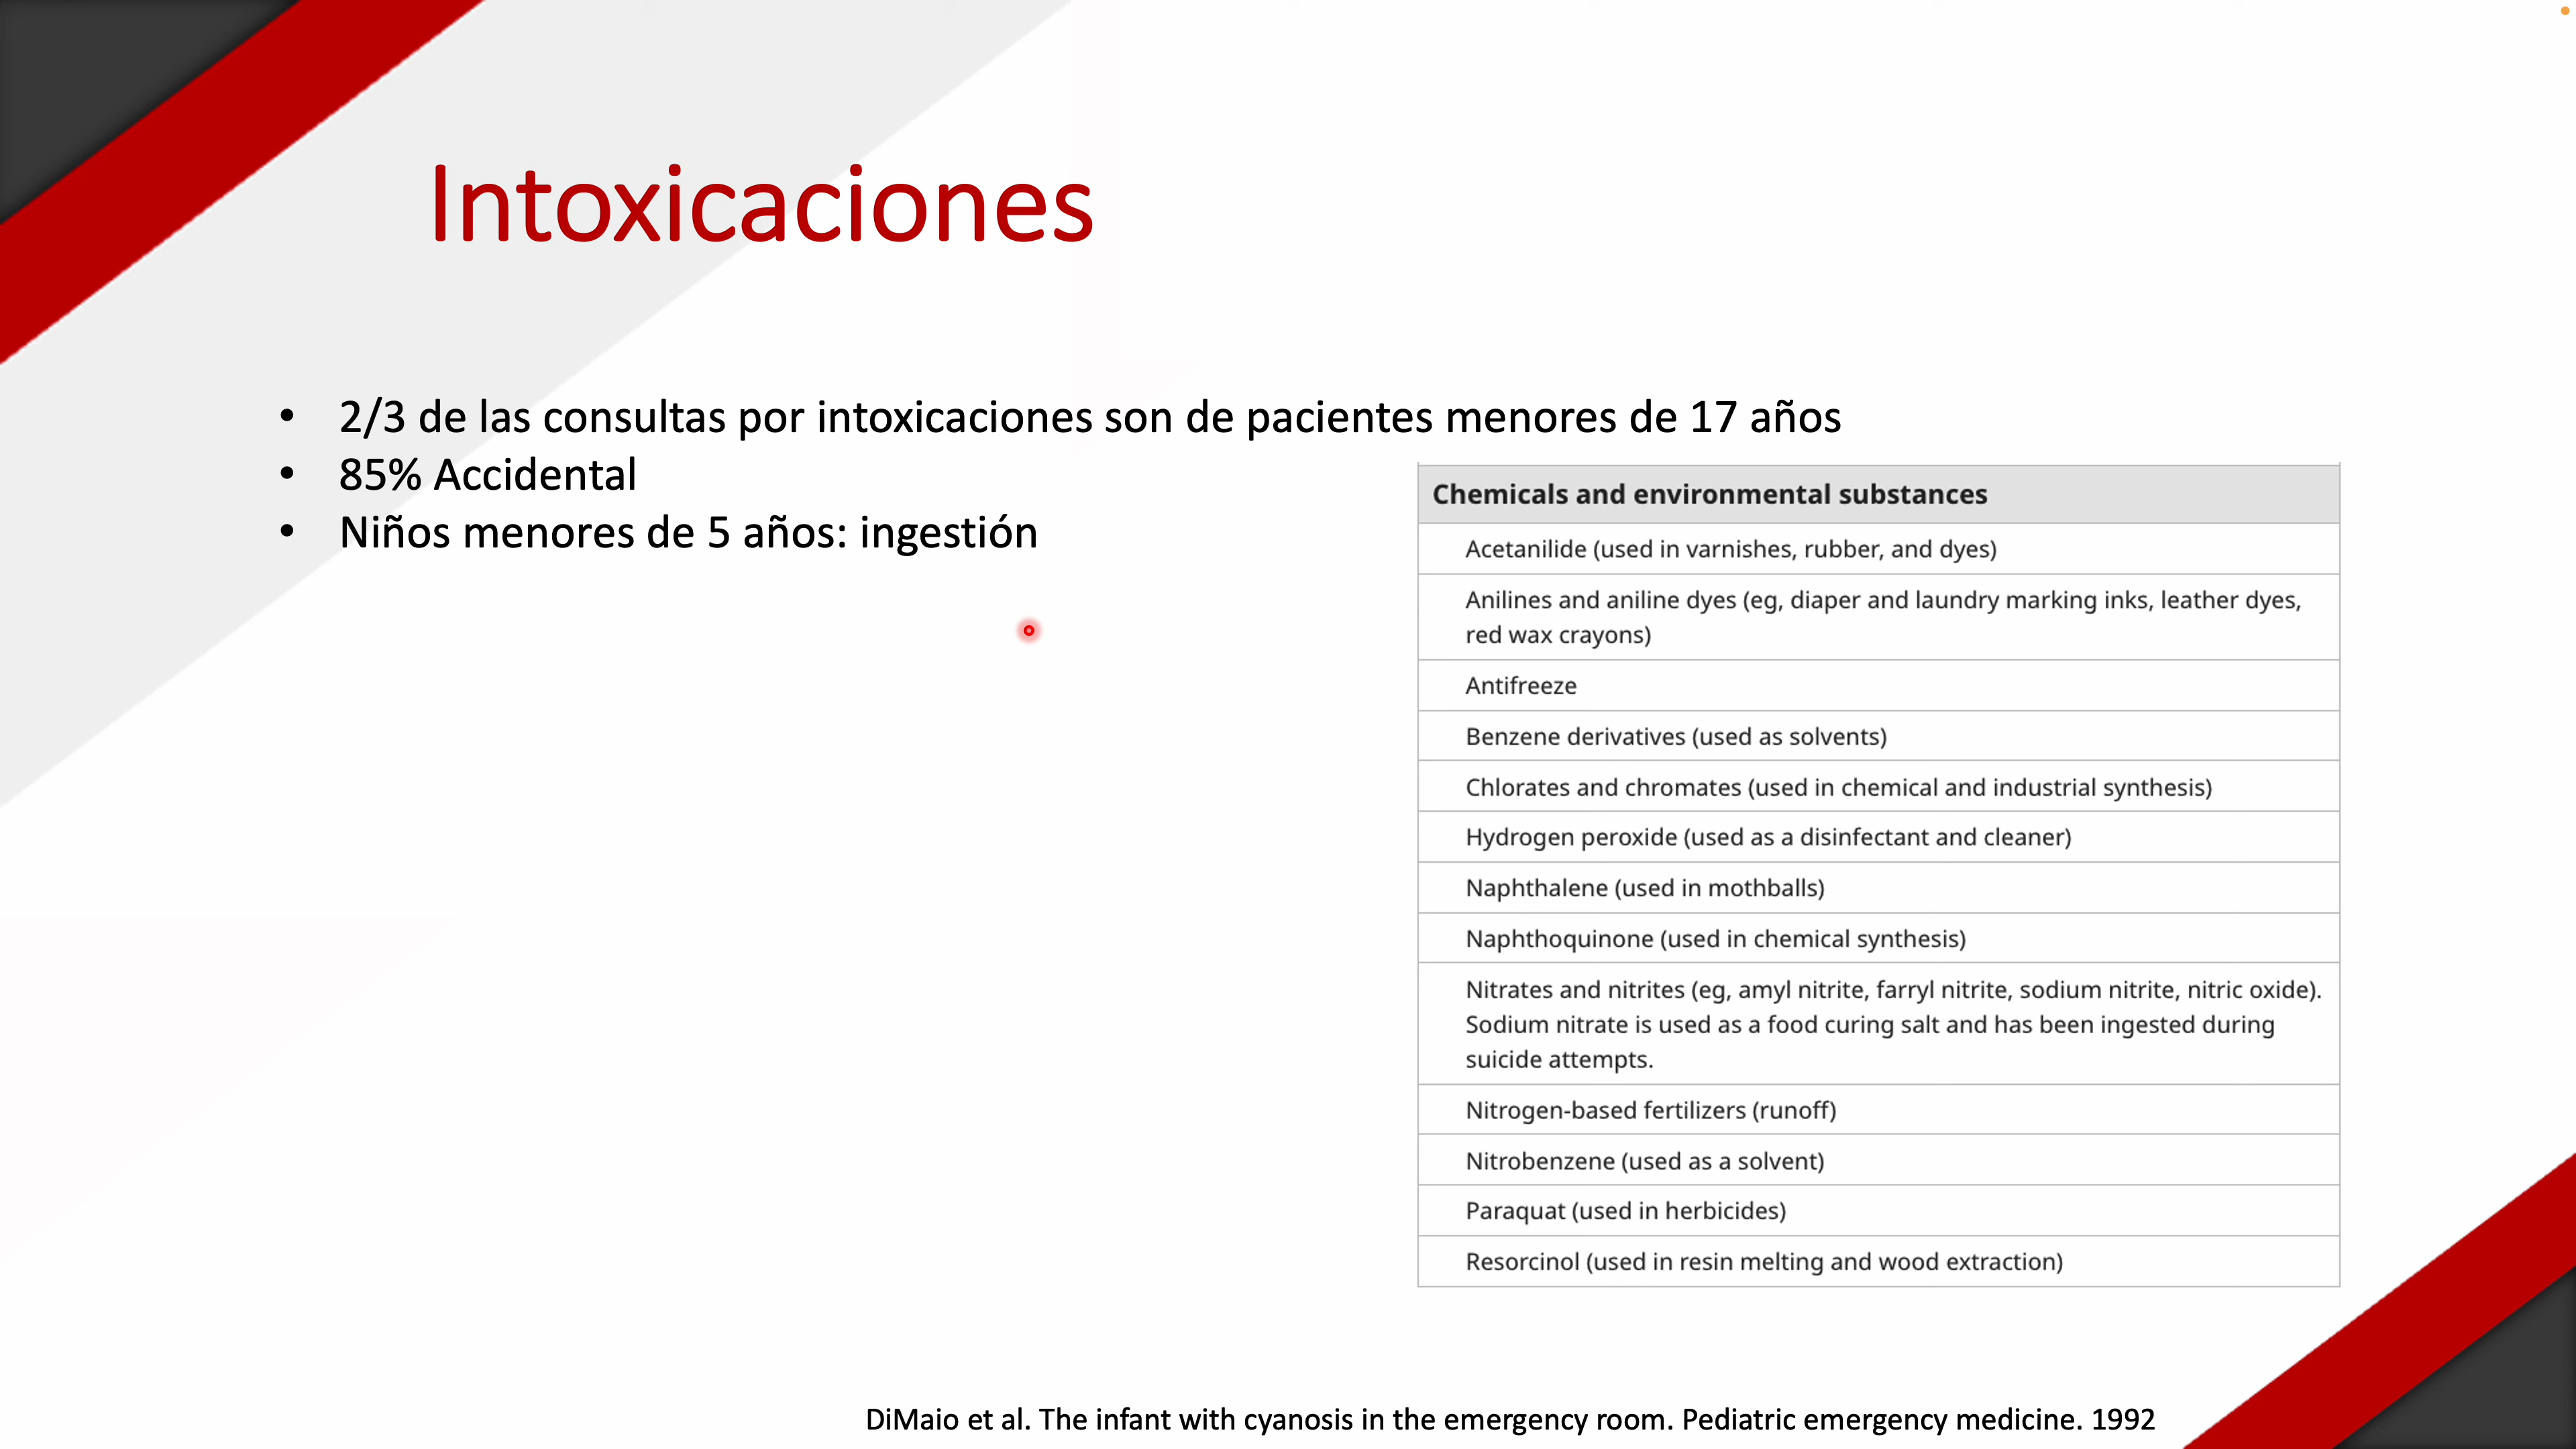 Intoxicaciones
• 2/3 de las consultas por intoxicaciones son de pacientes menores de 17 años
• 85% Accidental
• Niños menores de 5 años: ingestión
Chemicals and environmental substances
Acetanilide (used in varnishes, rubber, and dyes)
Anilines and aniline dyes (eg, diaper and laundry marking inks, leather dyes,
red wax crayons)
Antifreeze
Benzene derivatives (used as solvents)
Chlorates and chromates (used in chemical and industrial synthesis)
Hydrogen peroxide (used as a disinfectant and cleaner)
Naphthalene (used in mothballs)
Naphthoquinone (used in chemical synthesis)
Nitrates and nitrites (eg, amyl nitrite, farryl nitrite, sodium nitrite, nitric oxide).
Sodium nitrate is used as a food curing salt and has been ingested during
suicide attempts.
Nitrogen-based fertilizers (runoff)
Nitrobenzene (used as a solvent)
Paraquat (used in herbicides)
Resorcinol (used in resin melting and wood extraction)
DiMaio et al. The infant with cyanosis in the emergency room. Pediatric emergency medicine. 1992